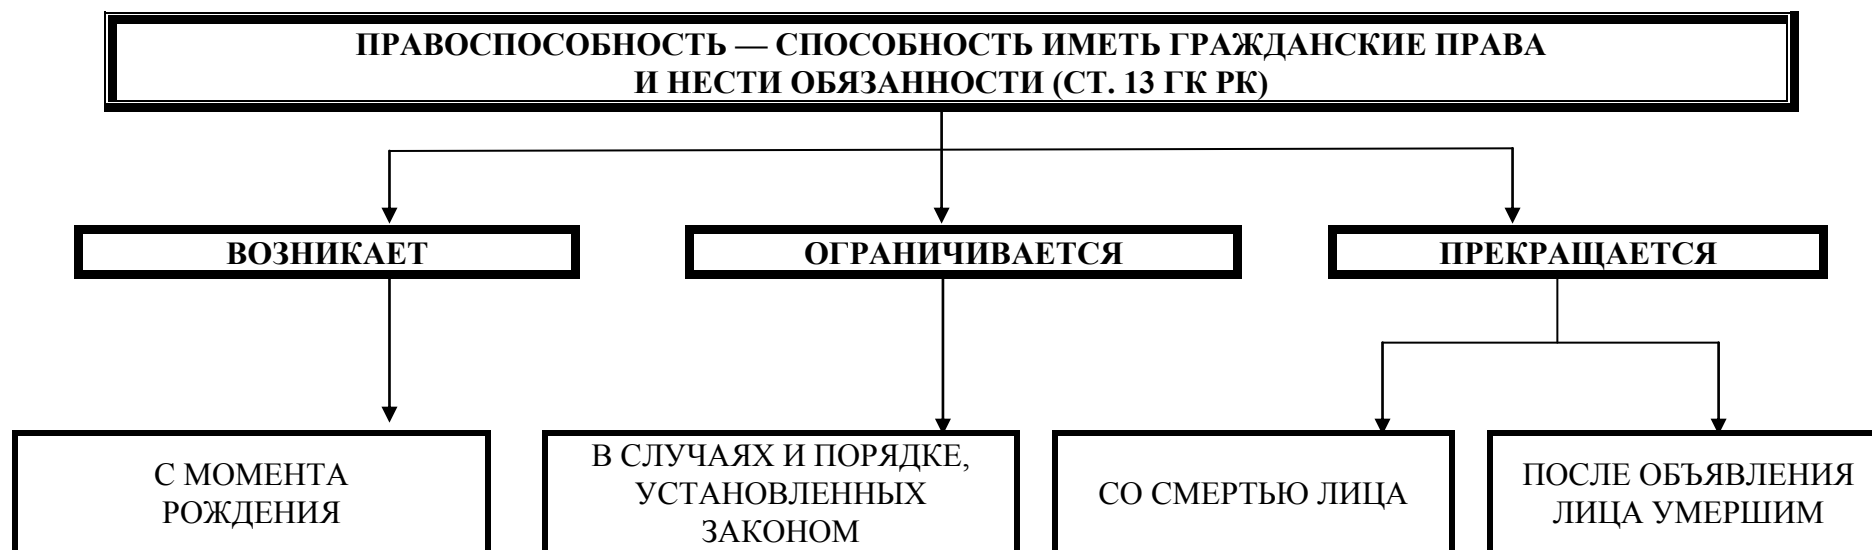 ПРАВОСПОСОБНОСТЬ — СПОСОБНОСТЬ ИМЕТЬ ГРАЖДАНСКИЕ ПРАВА
И НЕСТИ ОБЯЗАННОСТИ (СТ. 13 ГК РК)
ВОЗНИКАЕТ
ОГРАНИЧИВАЕТСЯ
ПРЕКРАЩАЕТСЯ
С МОМЕНТА
РОЖДЕНИЯ
В СЛУЧАЯХ И ПОРЯДКЕ,
УСТАНОВЛЕННЫХ
ЗАКОНОМ
СО СМЕРТЬЮ ЛИЦА
ПОСЛЕ ОБЪЯВЛЕНИЯ
ЛИЦА УМЕРШИМ